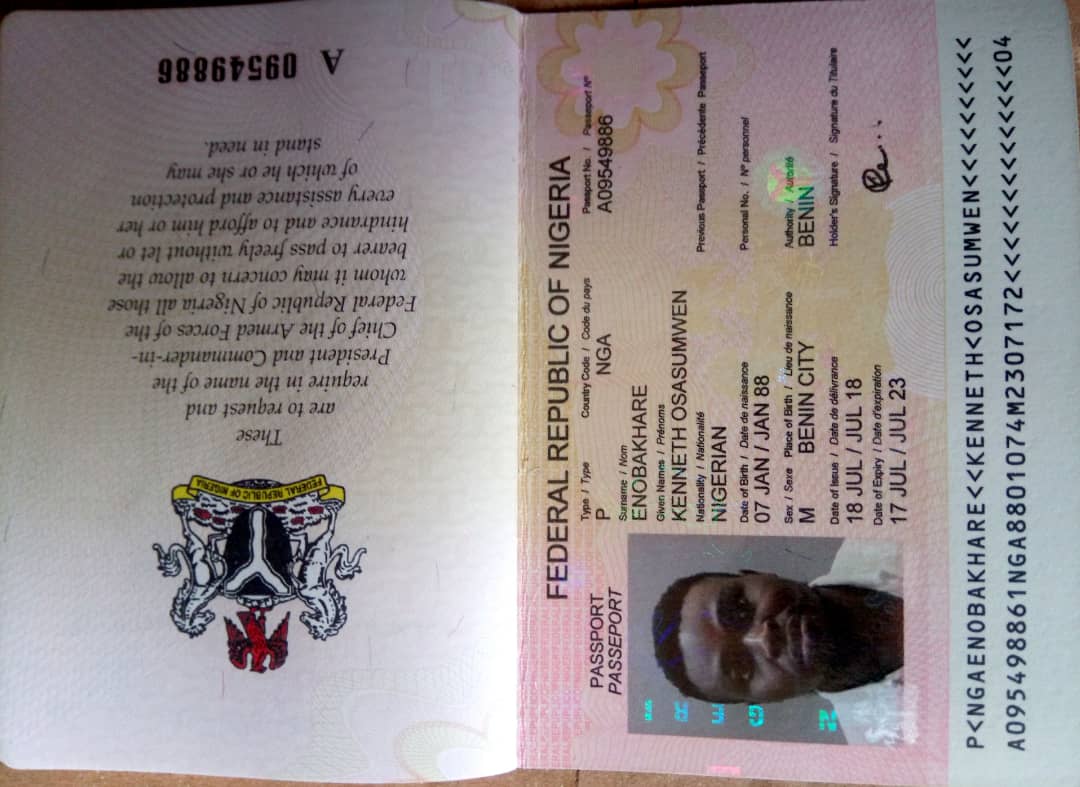 A 09549886
These
are to request and
require in the name of the
President and Commander-in-
Chief of the Armed Forces of the
Federal Republic of Nigeria all those
whom it may concern to allow the
bearer to pass freely without let or
hindrance and to afford him or her
every assistance and protection
of which he or she may
stand in need.
FEDERAL REPUBLIC OF NIGERIA
FEDERAL REPUBLIC OF NIGERIA
PASSPORT
PASSEPORT
Type / Type Country Code / Code du pays Passport No. / Passeport Nº
P NGA A09549886
Surname / Nom
ENOBAKHARE
Given Names / Prénoms
KENNETH OSASUMWEN
Nationality / Nationalité Previous Passport / Précédente Passeport
NIGERIAN
Date of Birth / Date de naissance Personal No. / Nº personnel
07 JAN / JAN 88
Sex / Sexe Place of Birth / Lieu de naissance Authority / Autorité
M BENIN CITY BENIN
Date of Issue / Date de délivrance Holder's Signature / Signature du Titulaire
18 JUL / JUL 18
Date of Expiry / Date d'expiration
17 JUL / JUL 23
P<NGAENOBAKHARE<<KENNETH<OSASUMWEN<<<<<<<<<<
A095498861NGA8801074M2307172<<<<<<<<<<<<<<04